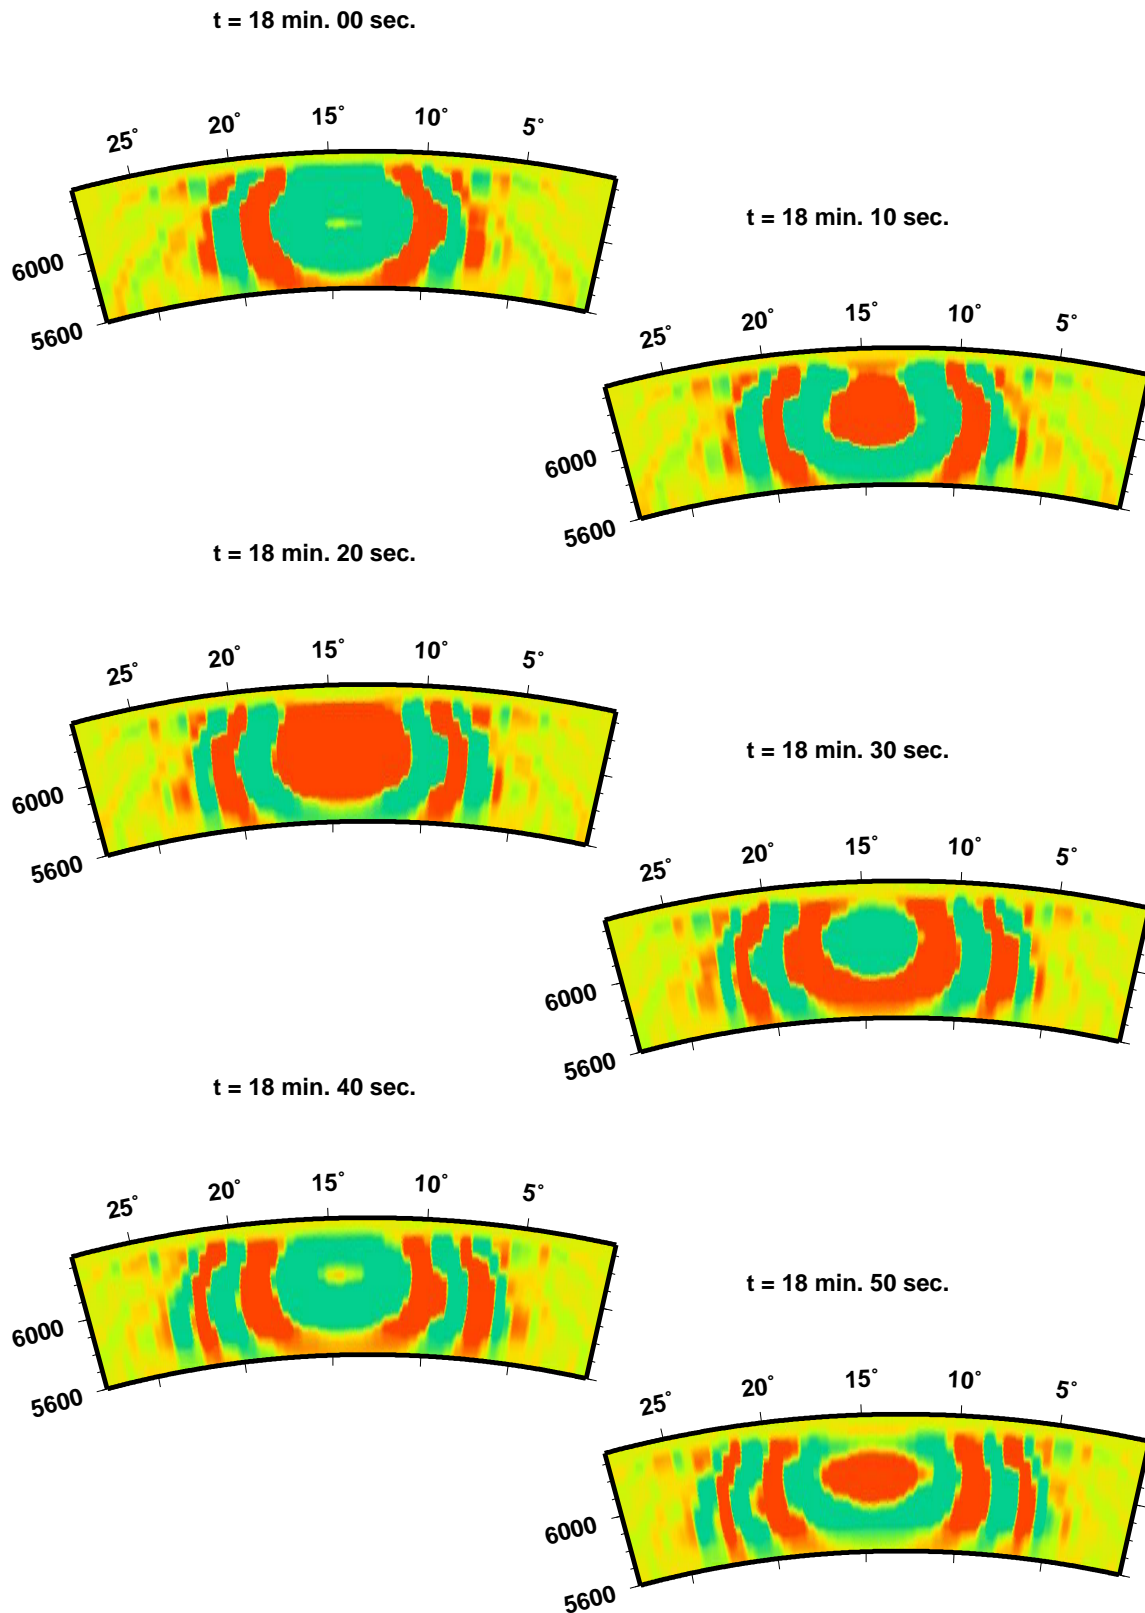 t = 18 min. 00 sec.
25° 20° 15° 10° 5°
6000
5600
t = 18 min. 10 sec.
25° 20° 15° 10° 5°
6000
5600
t = 18 min. 20 sec.
25° 20° 15° 10° 5°
6000
5600
t = 18 min. 30 sec.
25° 20° 15° 10° 5°
6000
5600
t = 18 min. 40 sec.
25° 20° 15° 10° 5°
6000
5600
t = 18 min. 50 sec.
25° 20° 15° 10° 5°
6000
5600